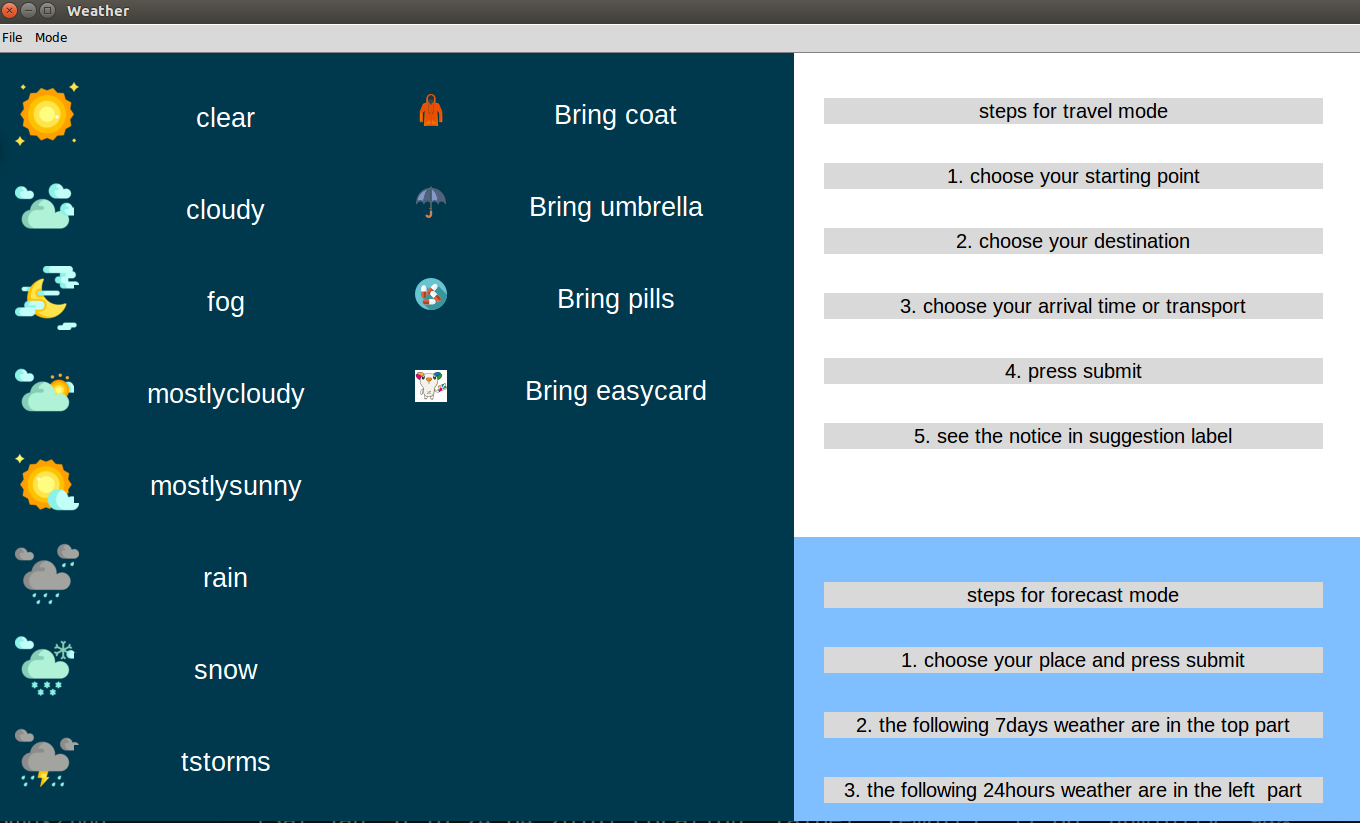 Weather
File Mode
clear
cloudy
fog
mostlycloudy
mostlysunny
rain
snow
tstorms
Bring coat
Bring umbrella
Bring pills
Bring easycard
steps for travel mode
1. choose your starting point
2. choose your destination
3. choose your arrival time or transport
4. press submit
5. see the notice in suggestion label
steps for forecast mode
1. choose your place and press submit
2. the following 7days weather are in the top part
3. the following 24hours weather are in the left  part